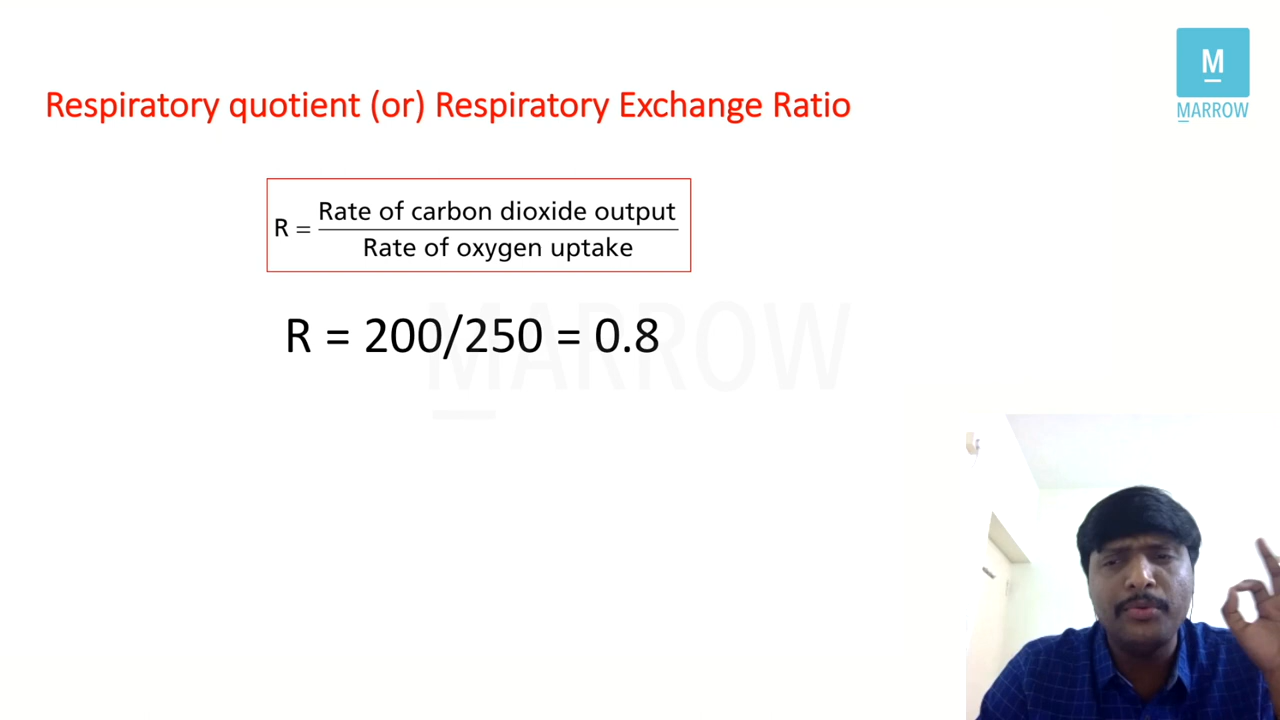 M
MARROW
Respiratory quotient (or) Respiratory Exchange Ratio
R = Rate of carbon dioxide output
Rate of oxygen uptake
R = 200/250 = 0.8
MARROW